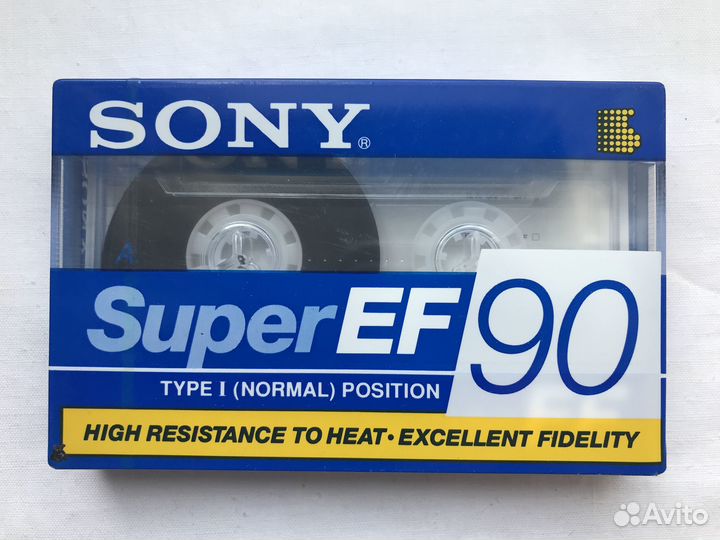 SONY®
A
Super EF 90
TYPE I (NORMAL) POSITION
HIGH RESISTANCE TO HEAT • EXCELLENT FIDELITY
Avito